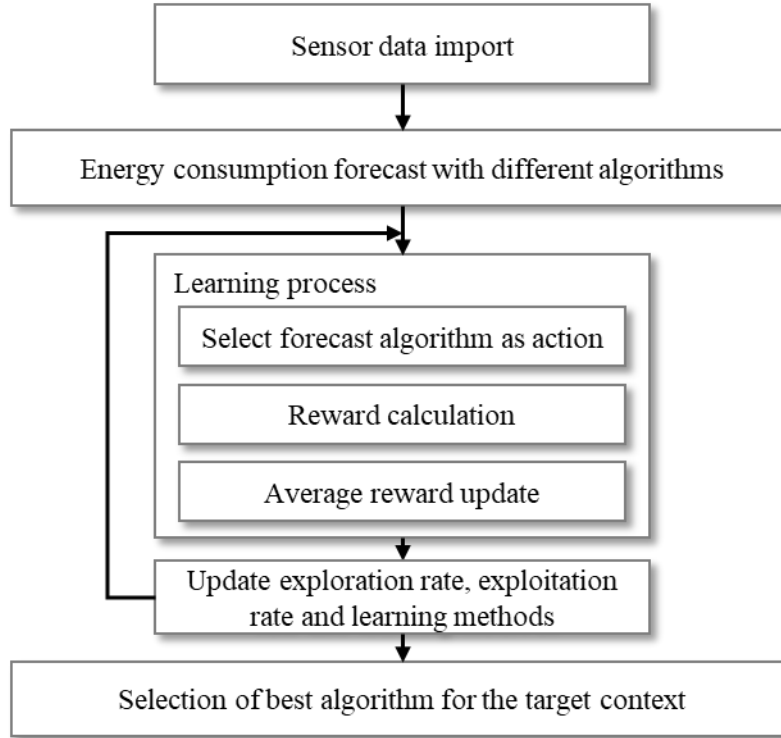 Sensor data import
Energy consumption forecast with different algorithms
Learning process
Select forecast algorithm as action
Reward calculation
Average reward update
Update exploration rate, exploitation
rate and learning methods
Selection of best algorithm for the target context